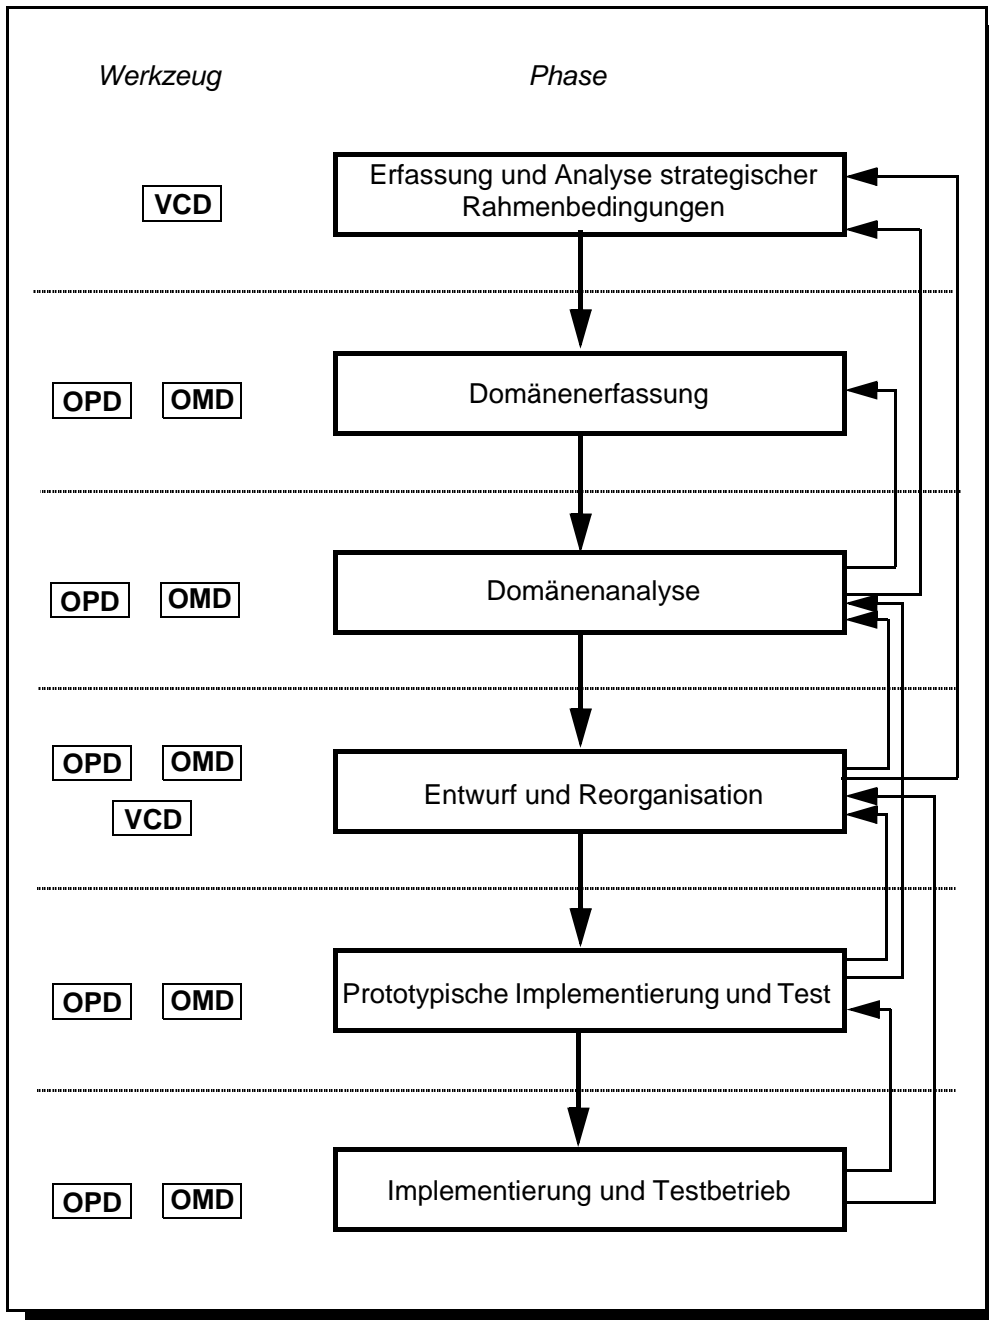 Werkzeug Phase
Erfassung und Analyse strategischer
Rahmenbedingungen
VCD
Domänenerfassung
OPD OMD
Domänenanalyse
OPD OMD
OPD OMD
Entwurf und Reorganisation
VCD
Prototypische Implementierung und Test
OPD OMD
Implementierung und Testbetrieb
OPD OMD